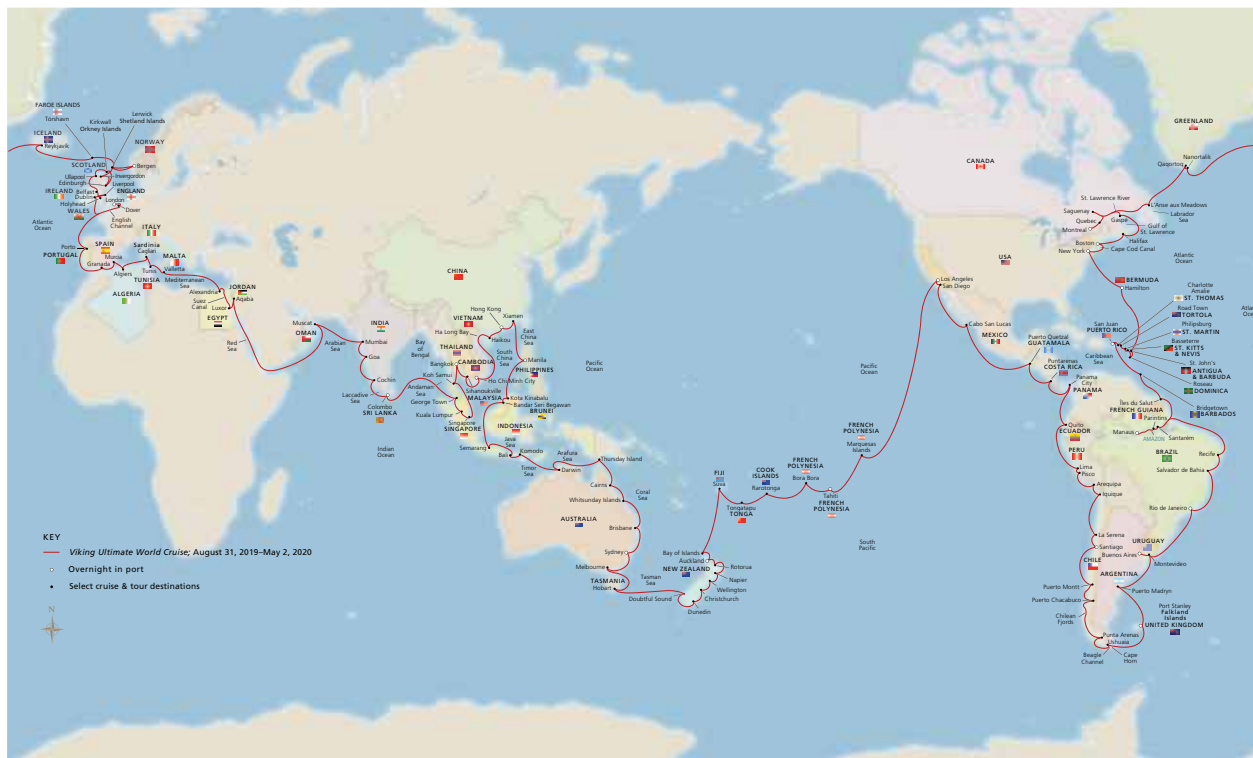 FAROE ISLANDS
Torshavn
Kirkwall
Orkney Islands
Lerwick
Shetland Islands
ICELAND
Reykjavik
NORWAY
Bergen
SCOTLAND
Ullapool
Invergordon
Edinburgh
Liverpool
IRELAND
Belfast
Dublin
ENGLAND
Holyhead
London
WALES
Dover
English
Channel
Atlantic
Ocean
ITALY
Porto
PORTUGAL
SPAIN
Murcia
Granada
Sardinia
Cagliari
MALTA
Valletta
Algiers
Tunis
TUNISIA
Mediterranean
Sea
ALGERIA
Alexandria
Suez
Canal
Luxor
EGYPT
JORDAN
Aqaba
Red
Sea
Muscat
OMAN
Arabian
Sea
INDIA
Mumbai
Goa
Cochin
Laccadive
Sea
Colombo
SRI LANKA
Bay
of
Bengal
Indian
Ocean
CHINA
Hong Kong
Xiamen
VIETNAM
Ha Long Bay
Haikou
East
China
Sea
THAILAND
South
China
Sea
Bangkok
CAMBODIA
Manila
PHILIPPINES
Koh Samui
Ho Chi Minh City
Andaman
Sea
Sihanoukville
MALAYSIA
Kota Kinabalu
Bandar Seri Begawan
BRUNEI
George Town
Kuala Lumpur
Singapore
SINGAPORE
INDONESIA
Semarang
Java
Sea
Bali
Komodo
Arafura
Sea
Timor
Sea
Darwin
Thursday Island
Cairns
Whitsunday Islands
Coral
Sea
AUSTRALIA
Brisbane
Sydney
Melbourne
TASMANIA
Hobart
Tasman
Sea
Bay of Islands
Auckland
NEW ZEALAND
Rotorua
Napier
Wellington
Christchurch
Doubtful Sound
Dunedin
Pacific
Ocean
FIJI
Suva
Tongatapu
TONGA
COOK
ISLANDS
Rarotonga
FRENCH
POLYNESIA
Bora Bora
Tahiti
FRENCH
POLYNESIA
FRENCH
POLYNESIA
Marquesas
Islands
Pacific
Ocean
South
Pacific
CANADA
GREENLAND
Nanortalik
Qaqortoq
St. Lawrence River
L'Anse aux Meadows
Saguenay
Labrador
Sea
Quebec
Gaspé
Montreal
Gulf of
St. Lawrence
Boston
Halifax
New York
Cape Cod Canal
Atlantic
Ocean
USA
Los Angeles
San Diego
Cabo San Lucas
MEXICO
BERMUDA
Hamilton
Charlotte
Amalie
ST. THOMAS
Road Town
TORTOLA
San Juan
PUERTO RICO
Philipsburg
ST. MARTIN
Basseterre
ST. KITTS
& NEVIS
Puerto Quetzal
GUATAMALA
Caribbean
Sea
St. John's
ANTIGUA
& BARBUDA
Puntarenas
COSTA RICA
Roseau
DOMINICA
Panama
City
PANAMA
Îles du Salut
FRENCH GUIANA
Bridgetown
BARBADOS
Parintins
Quito
ECUADOR
Manaus
AMAZON
Santarém
PERU
BRAZIL
Recife
Lima
Pisco
Salvador de Bahia
Arequipa
Iquique
Rio de Janeiro
La Serena
Santiago
URUGUAY
Buenos Aires
CHILE
Montevideo
ARGENTINA
Puerto Montt
Puerto Madryn
Puerto Chacabuco
Port Stanley
Falkland
Islands
UNITED KINGDOM
Chilean
Fjords
Punta Arenas
Ushuaia
Beagle
Channel
Cape
Horn
KEY
Viking Ultimate World Cruise; August 31, 2019–May 2, 2020
Overnight in port
Select cruise & tour destinations
N